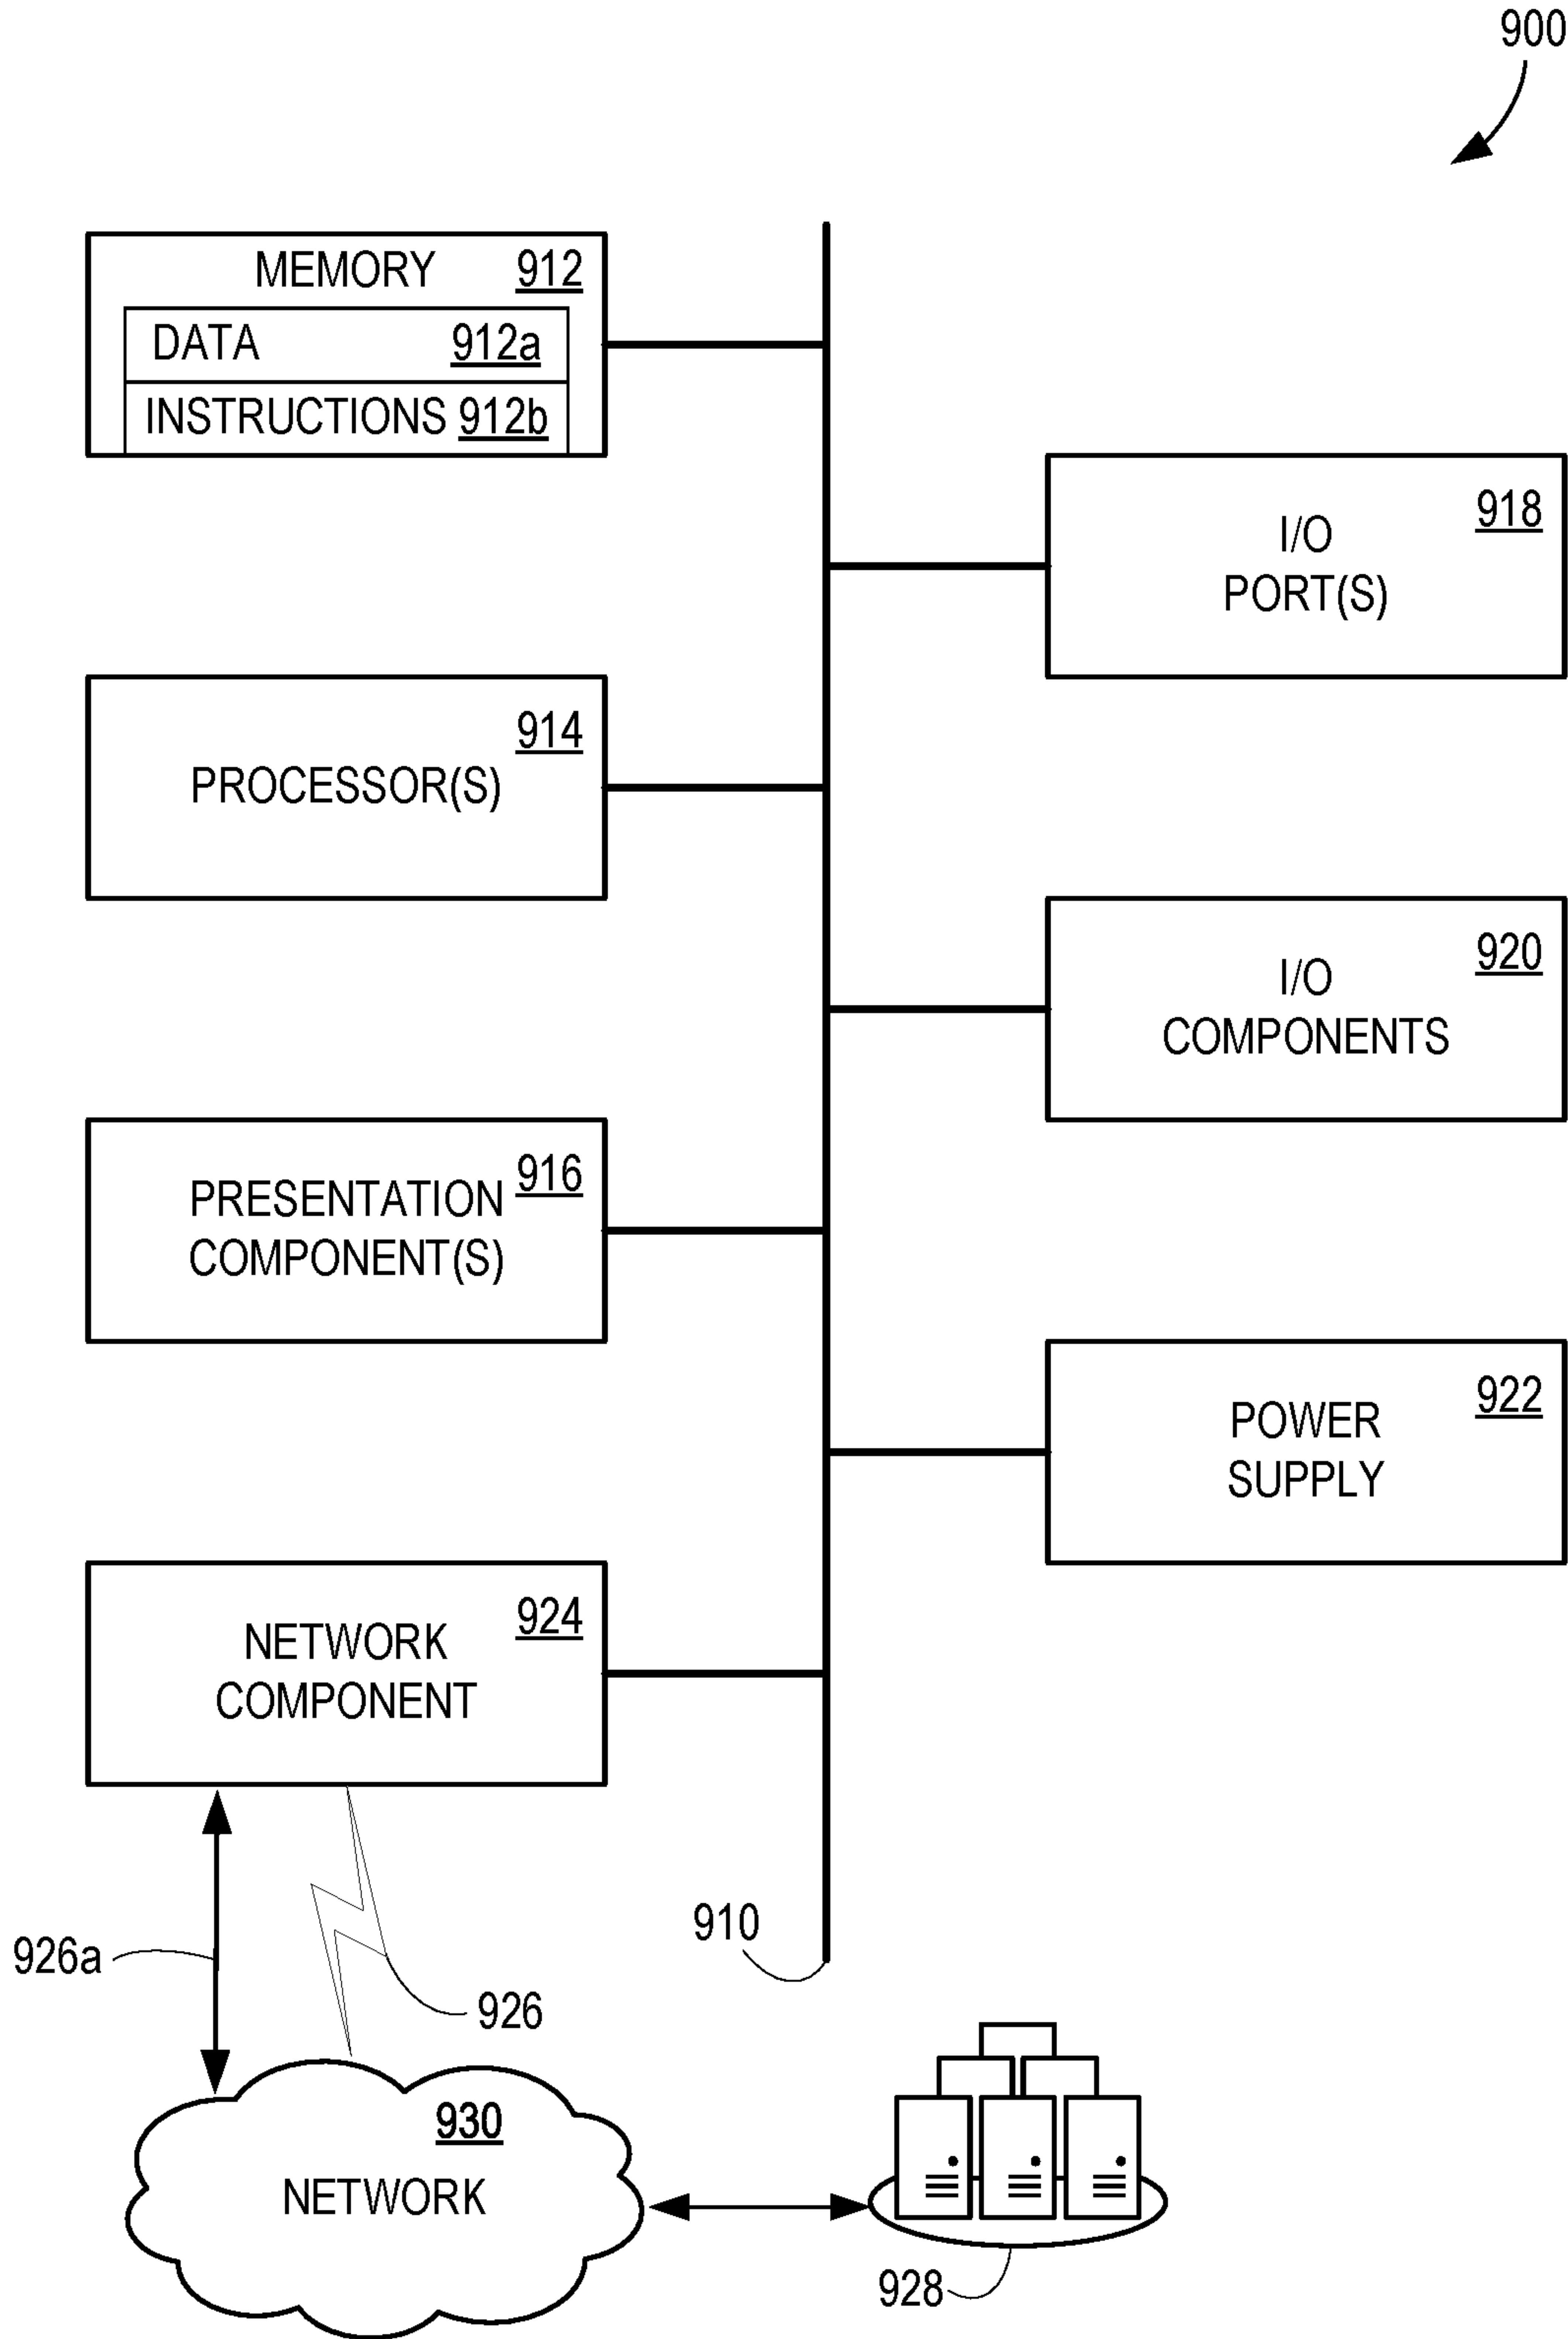 900
MEMORY 912
DATA 912a
INSTRUCTIONS 912b
918
I/O
PORT(S)
914
PROCESSOR(S)
920
I/O
COMPONENTS
916
PRESENTATION
COMPONENT(S)
922
POWER
SUPPLY
924
NETWORK
COMPONENT
910
926a
926
930
NETWORK
928